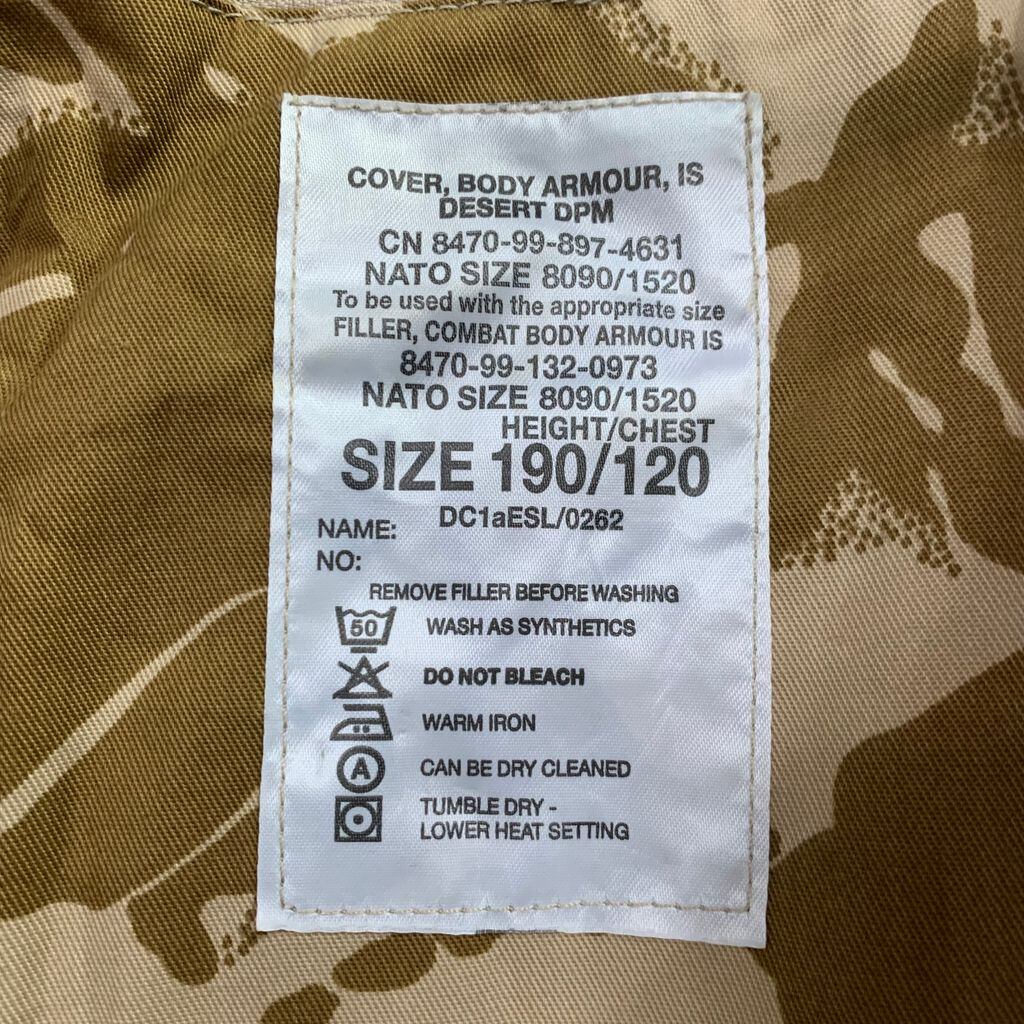 COVER, BODY ARMOUR, IS
DESERT DPM
CN 8470-99-897-4631
NATO SIZE 8090/1520
To be used with the appropriate size
FILLER, COMBAT BODY ARMOUR IS
8470-99-132-0973
NATO SIZE 8090/1520
HEIGHT/CHEST
SIZE 190/120
DC1aESL/0262
NAME:
NO:
REMOVE FILLER BEFORE WASHING
50 WASH AS SYNTHETICS
DO NOT BLEACH
WARM IRON
A CAN BE DRY CLEANED
TUMBLE DRY -
LOWER HEAT SETTING